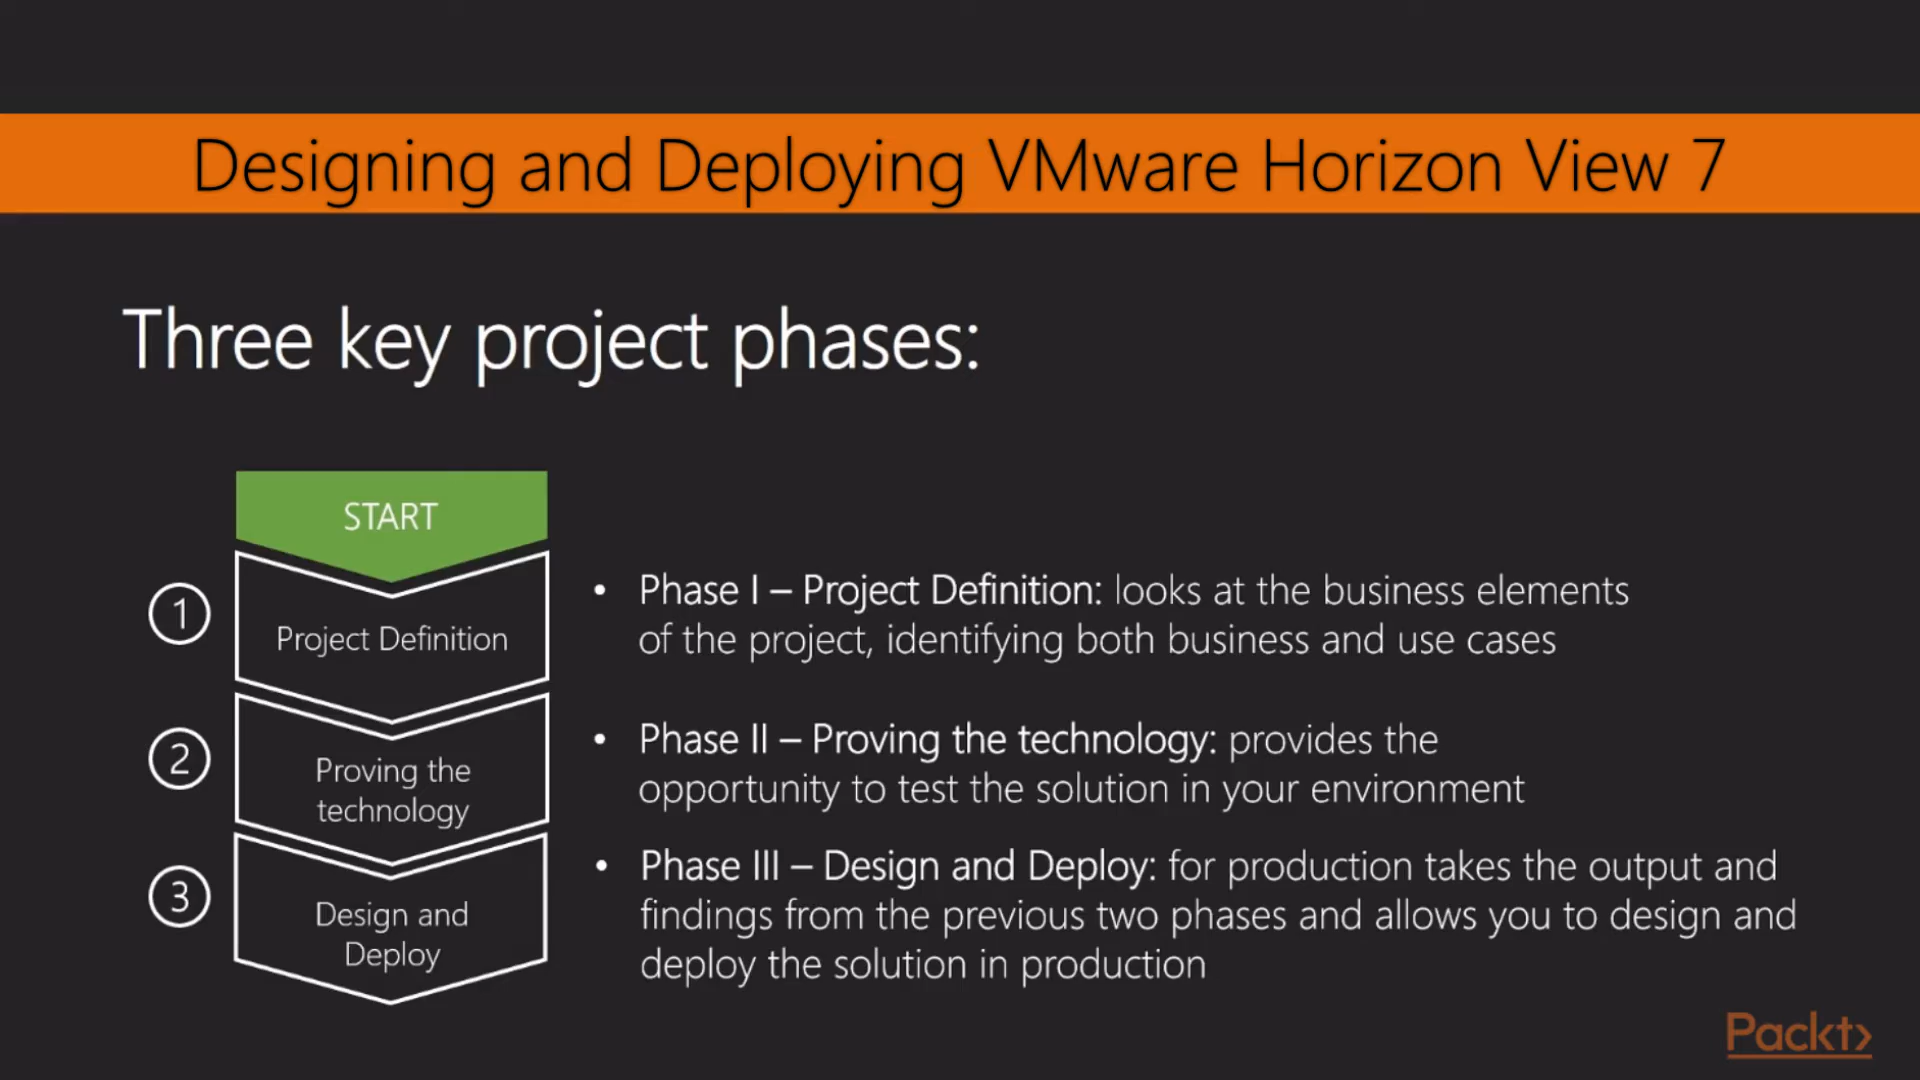 Designing and Deploying VMware Horizon View 7
Three key project phases:
START
1
Project Definition
2
Proving the
technology
3
Design and
Deploy
• Phase I – Project Definition: looks at the business elements
of the project, identifying both business and use cases
• Phase II – Proving the technology: provides the
opportunity to test the solution in your environment
• Phase III – Design and Deploy: for production takes the output and
findings from the previous two phases and allows you to design and
deploy the solution in production
Packt>